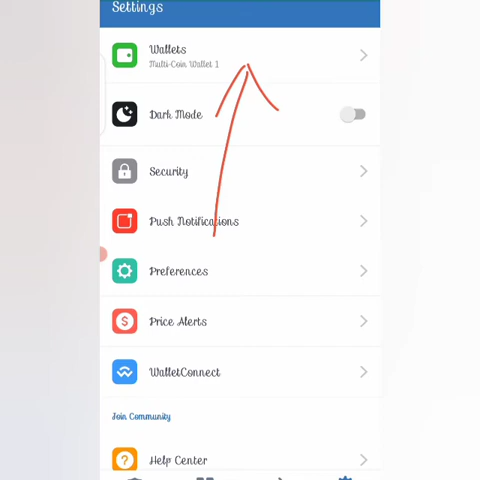 Settings
Wallets
Multi-Coin Wallet 1
Dark Mode
Security
Push Notifications
Preferences
Price Alerts
WalletConnect
Join Community
Help Center